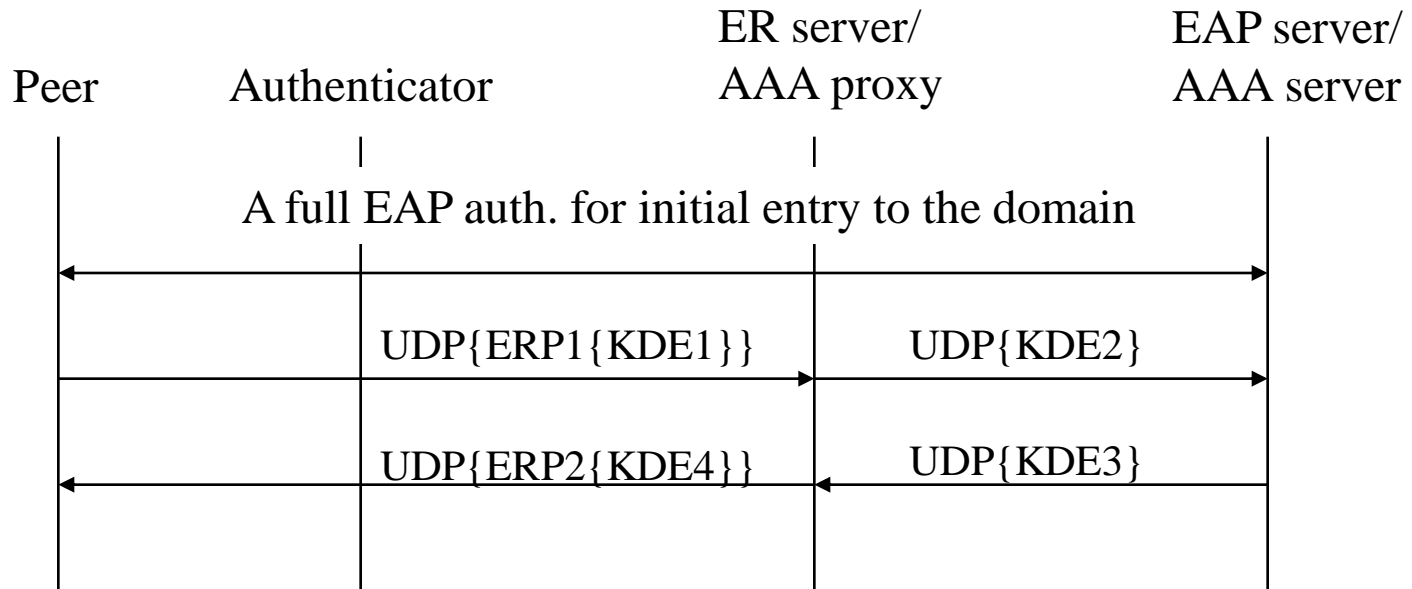 Peer
Authenticator
ER server/
AAA proxy
EAP server/
AAA server
A full EAP auth. for initial entry to the domain
UDP{ERP1{KDE1}}
UDP{KDE2}
UDP{ERP2{KDE4}}
UDP{KDE3}